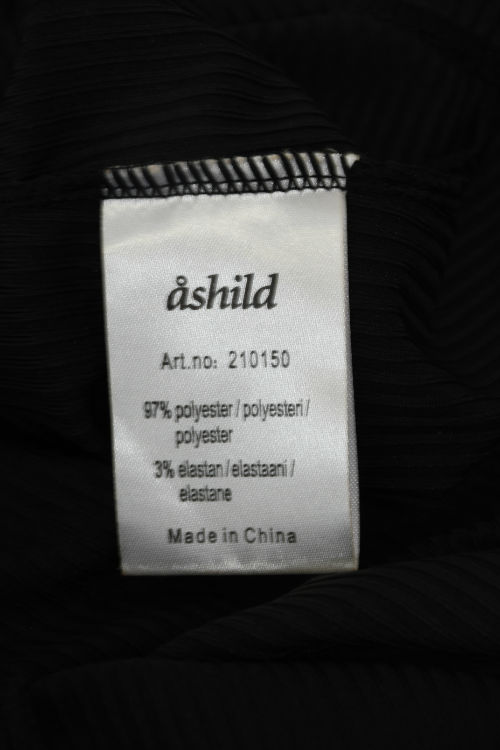 åshild
Art.no: 210150
97% polyester / polyesteri /
polyester
3% elastan / elastaani /
elastane
Made in China